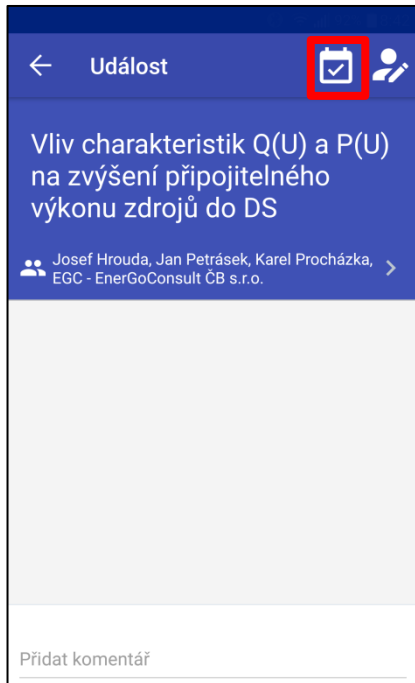 Událost
Vliv charakteristik Q(U) a P(U)
na zvýšení připojitelného
výkonu zdrojů do DS
Josef Hrouda, Jan Petrásek, Karel Procházka,
EGC - EnerGoConsult ČB s.r.o.
Přidat komentář